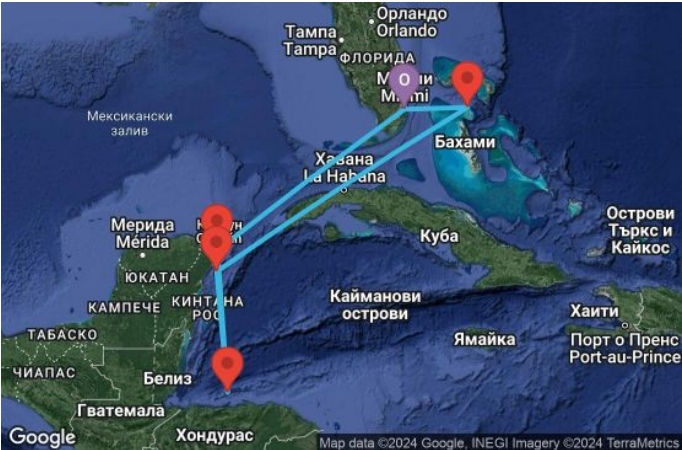 Орландо
Orlando
Тампа
Tampa
ФЛОРИДА
О
Miami
Мексикански
залив
Бахами
Хавана
La Habana
Мерида
Mérida
Острови
Търкс и
Кайкос
Куба
ЮКАТАН
КАМПЕЧЕ
КИНТАНА
Кайманови
острови
ТАБАСКО
Ямайка
Хаити
Порт о Пренс
Port-au-Prince
ЧИАПАС
Белиз
Гватемала
Хондурас
Google
Map data ©2024 Google, INEGI Imagery ©2024 TerraMetrics